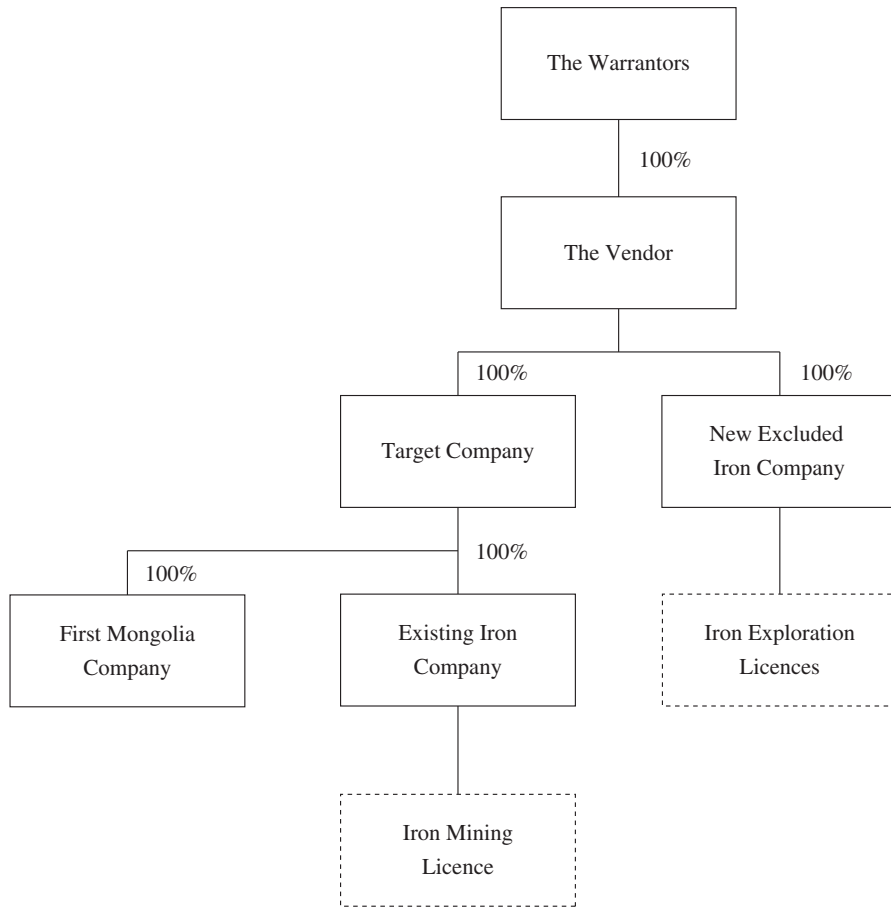 The Warrantors
100%
The Vendor
100%
100%
Target Company
New Excluded
Iron Company
100%
100%
First Mongolia
Company
Existing Iron
Company
Iron Exploration
Licences
Iron Mining
Licence